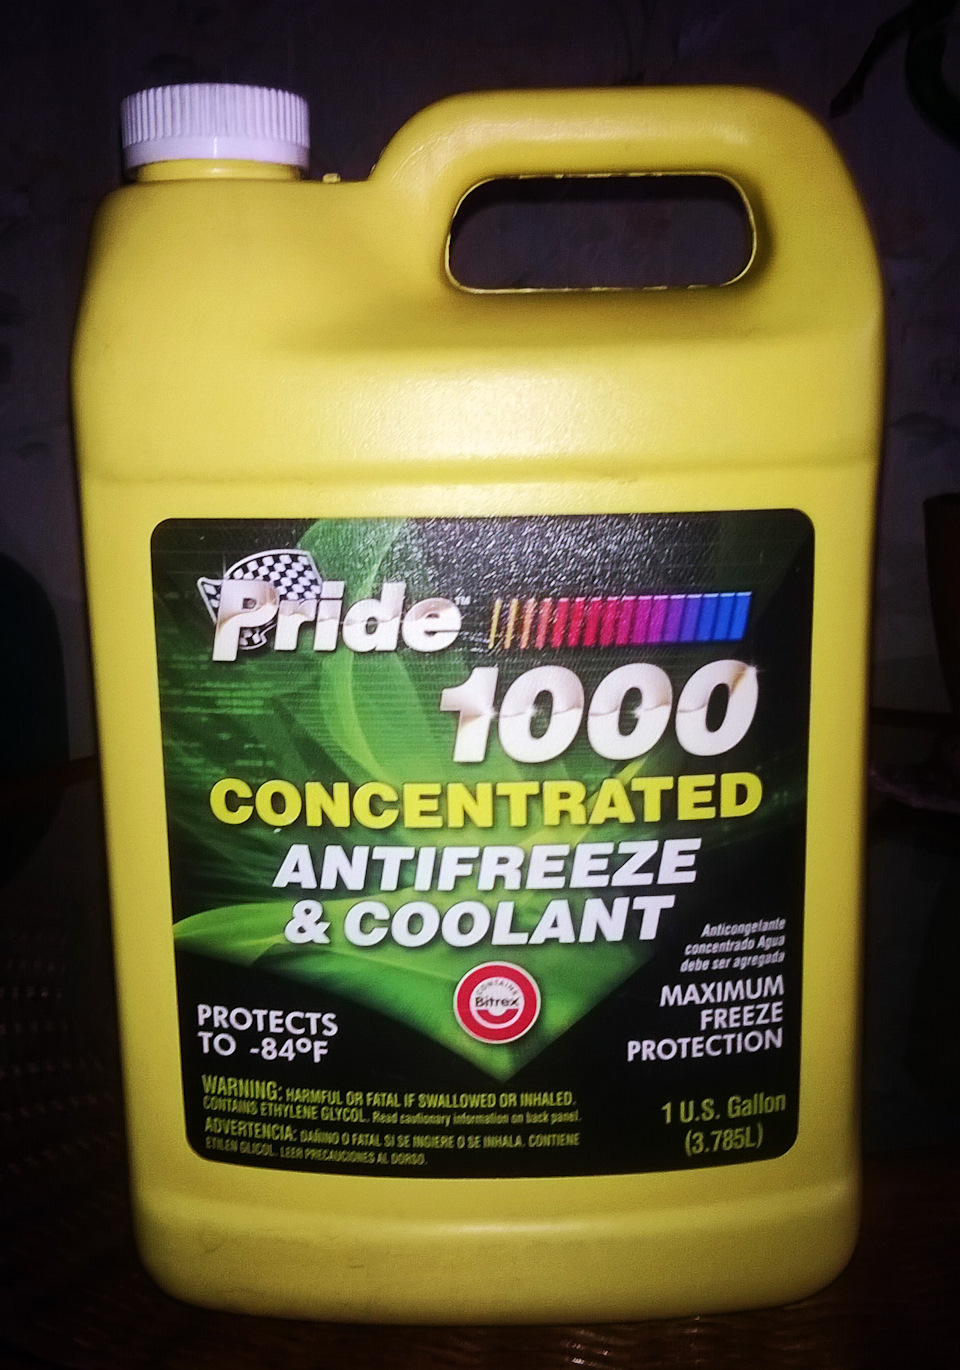 Pride™
1000
CONCENTRATED
ANTIFREEZE
& COOLANT
Anticongelante
concentrado Agua
debe ser agregada
CONTAINS
Bitrex
MAXIMUM
FREEZE
PROTECTION
PROTECTS
TO -84ºF
WARNING: HARMFUL OR FATAL IF SWALLOWED OR INHALED.
CONTAINS ETHYLENE GLYCOL. Read cautionary information on back panel.
ADVERTENCIA: DAÑINO O FATAL SI SE INGIERE O SE INHALA. CONTIENE
ETILEN GLICOL. LEER PRECAUCIONES AL DORSO.
1 U.S. Gallon
(3.785L)